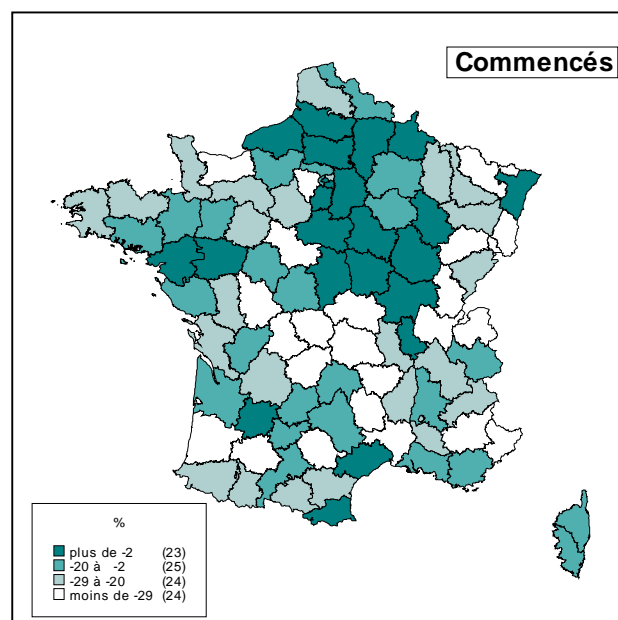 Commencés
%
plus de -2 (23)
-20 à -2 (25)
-29 à -20 (24)
moins de -29 (24)